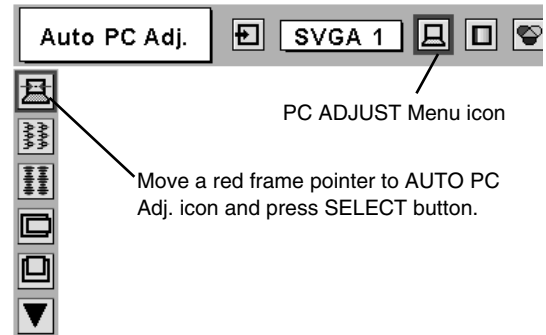 Auto PC Adj.
SVGA 1
PC ADJUST Menu icon
Move a red frame pointer to AUTO PC
Adj. icon and press SELECT button.